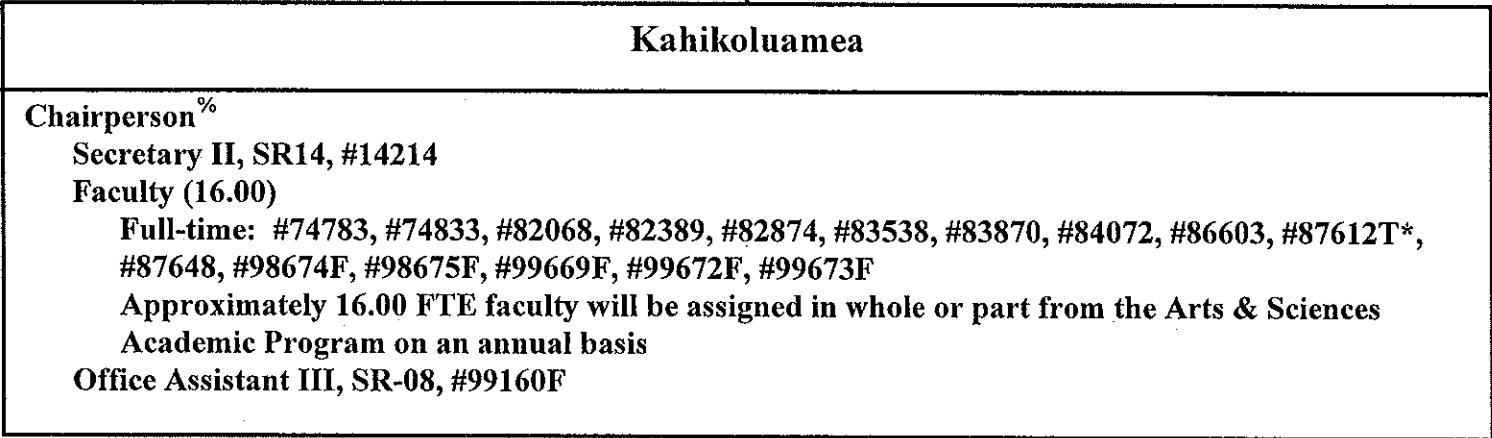 Kahikoluamea
Chairperson%
Secretary II, SR14, #14214
Faculty (16.00)
Full-time: #74783, #74833, #82068, #82389, #82874, #83538, #83870, #84072, #86603, #87612T*,
#87648, #98674F, #98675F, #99669F, #99672F, #99673F
Approximately 16.00 FTE faculty will be assigned in whole or part from the Arts & Sciences
Academic Program on an annual basis
Office Assistant III, SR-08, #99160F